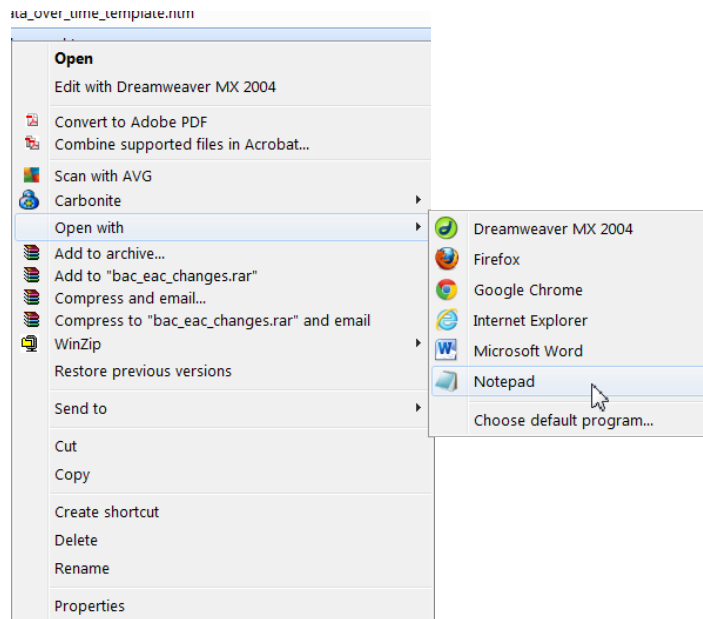 ata_over_time_template.htm
Open
Edit with Dreamweaver MX 2004
Convert to Adobe PDF
Combine supported files in Acrobat...
Scan with AVG
Carbonite
Open with
Add to archive...
Add to "bac_eac_changes.rar"
Compress and email...
Compress to "bac_eac_changes.rar" and email
WinZip
Restore previous versions
Send to
Cut
Copy
Create shortcut
Delete
Rename
Properties
Dreamweaver MX 2004
Firefox
Google Chrome
Internet Explorer
Microsoft Word
Notepad
Choose default program...